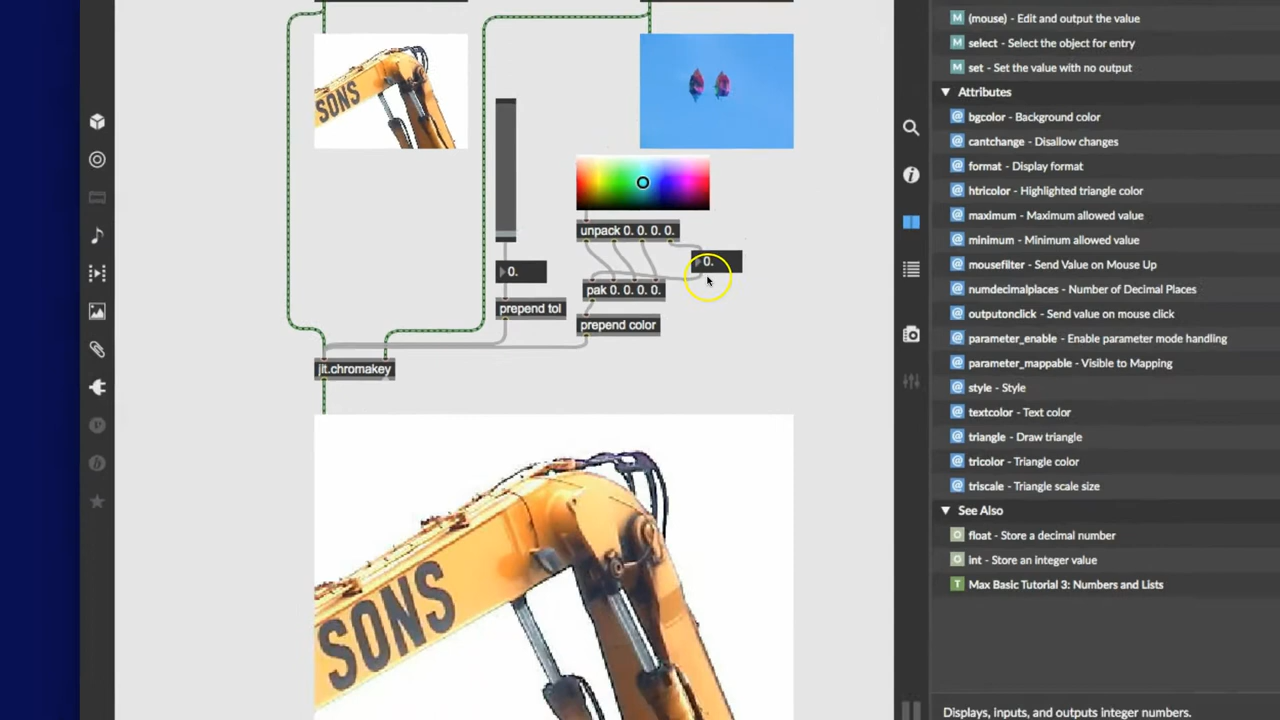 SONS
unpack 0. 0. 0. 0.
0.
0.
pak 0. 0. 0. 0.
prepend tol
prepend color
jit.chromakey
SONS
(mouse) - Edit and output the value
select - Select the object for entry
set - Set the value with no output
Attributes
bgcolor - Background color
cantchange - Disallow changes
format - Display format
htricolor - Highlighted triangle color
maximum - Maximum allowed value
minimum - Minimum allowed value
mousefilter - Send Value on Mouse Up
numdecimalplaces - Number of Decimal Places
outputonclick - Send value on mouse click
parameter_enable - Enable parameter mode handling
parameter_mappable - Visible to Mapping
style - Style
textcolor - Text color
triangle - Draw triangle
tricolor - Triangle color
triscale - Triangle scale size
See Also
float - Store a decimal number
int - Store an integer value
Max Basic Tutorial 3: Numbers and Lists
Displays, inputs, and outputs integer numbers.